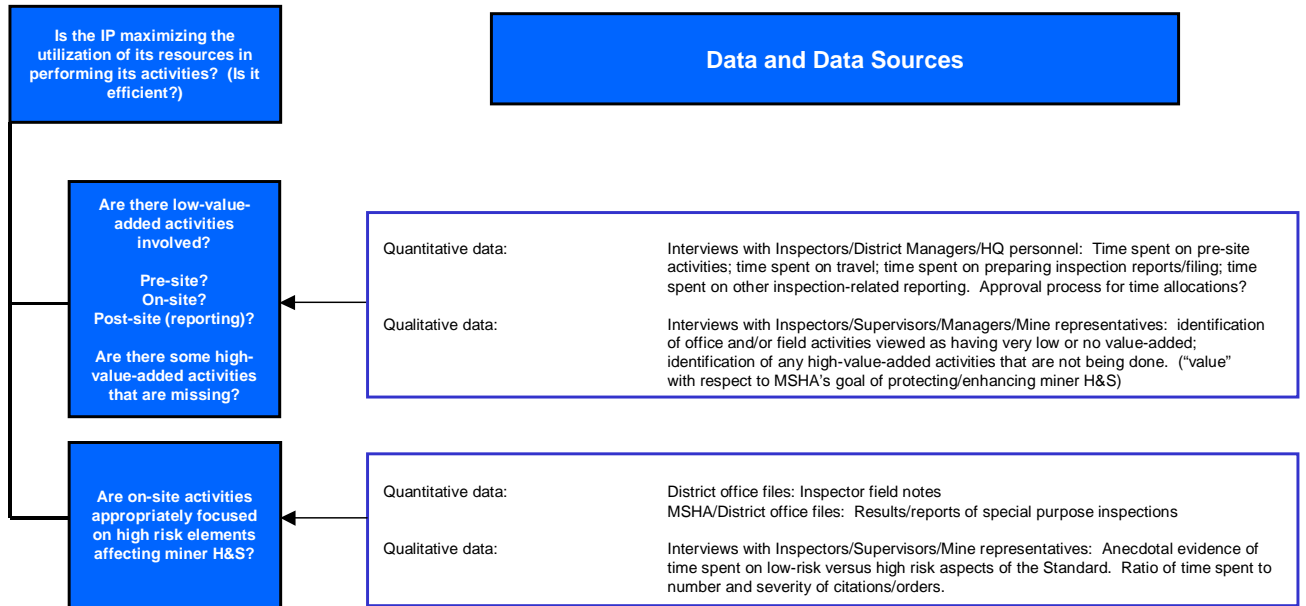 Is the IP maximizing the
utilization of its resources in
performing its activities?  (Is it
efficient?)
Data and Data Sources
Are there low-value-
added activities
involved?
Pre-site?
On-site?
Post-site (reporting)?
Are there some high-
value-added activities
that are missing?
Quantitative data:
Interviews with Inspectors/District Managers/HQ personnel:  Time spent on pre-site
activities; time spent on travel; time spent on preparing inspection reports/filing; time
spent on other inspection-related reporting.  Approval process for time allocations?
Qualitative data:
Interviews with Inspectors/Supervisors/Managers/Mine representatives:  identification
of office and/or field activities viewed as having very low or no value-added;
identification of any high-value-added activities that are not being done.  (“value”
with respect to MSHA’s goal of protecting/enhancing miner H&S)
Are on-site activities
appropriately focused
on high risk elements
affecting miner H&S?
Quantitative data:
District office files: Inspector field notes
MSHA/District office files:  Results/reports of special purpose inspections
Qualitative data:
Interviews with Inspectors/Supervisors/Mine representatives:  Anecdotal evidence of
time spent on low-risk versus high risk aspects of the Standard.  Ratio of time spent to
number and severity of citations/orders.